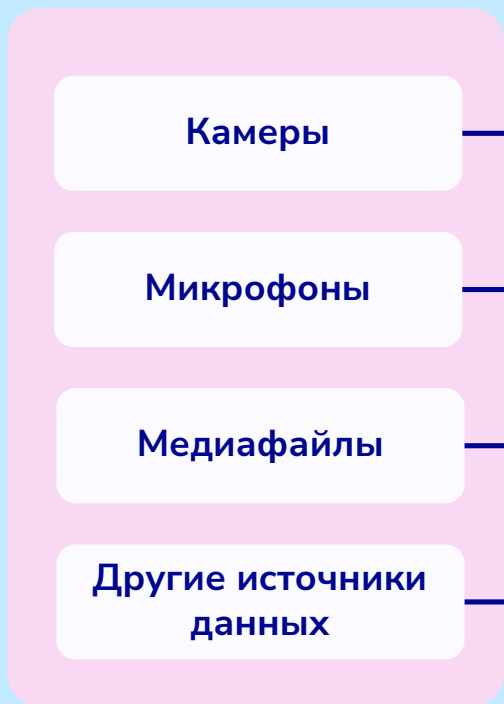 Камеры
Микрофоны
Медиафайлы
Другие источники
данных